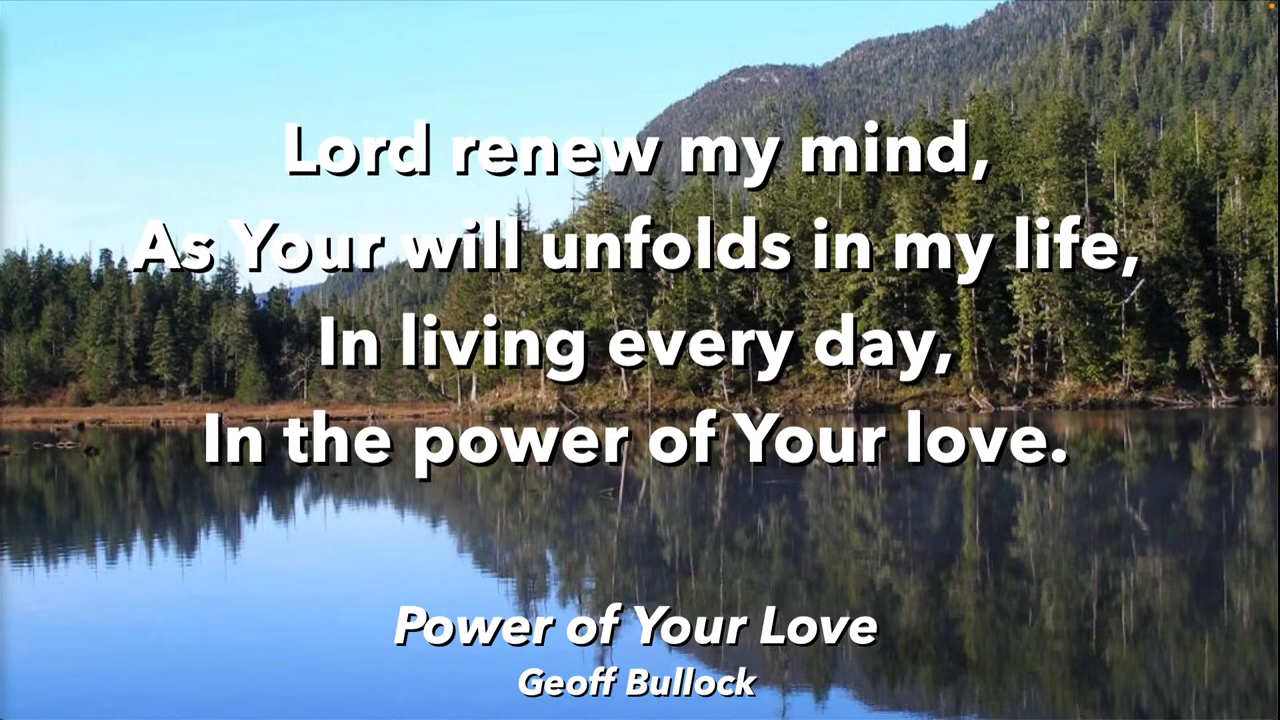 Lord renew my mind,
As Your will unfolds in my life,
In living every day,
In the power of Your love.
Power of Your Love
Geoff Bullock